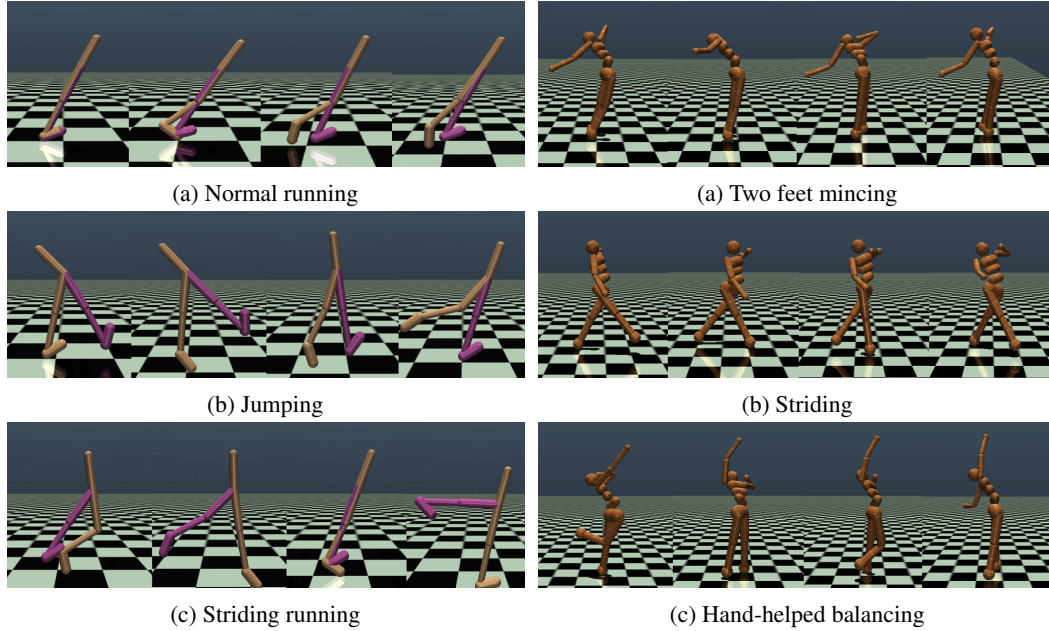 (a) Normal running
(a) Two feet mincing
(b) Jumping
(b) Striding
(c) Striding running
(c) Hand-helped balancing